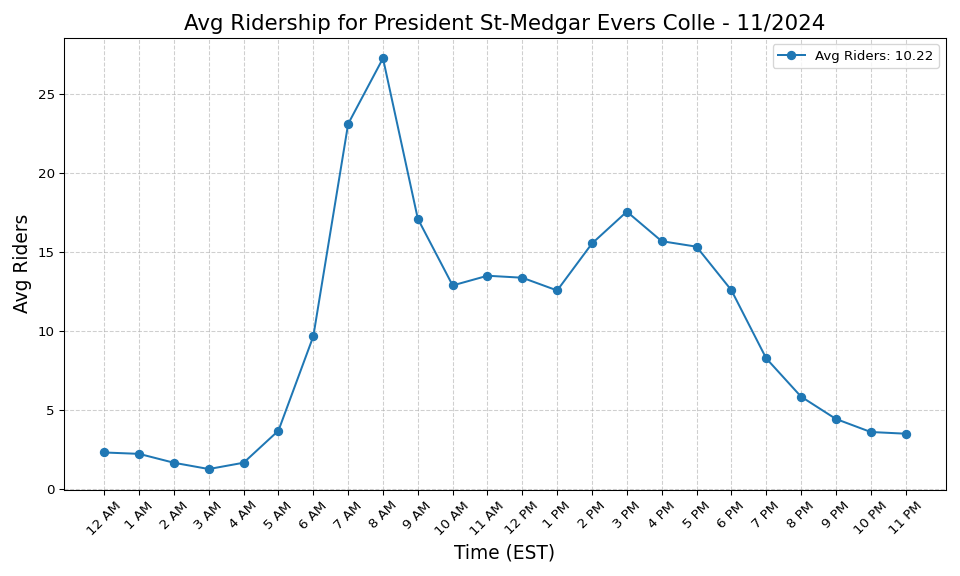 Avg Ridership for President St-Medgar Evers Colle - 11/2024
Avg Riders: 10.22
Avg Riders
25
20
15
10
5
0
12 AM
1 AM
2 AM
3 AM
4 AM
5 AM
6 AM
7 AM
8 AM
9 AM
10 AM
11 AM
12 PM
1 PM
2 PM
3 PM
4 PM
5 PM
6 PM
7 PM
8 PM
9 PM
10 PM
11 PM
Time (EST)